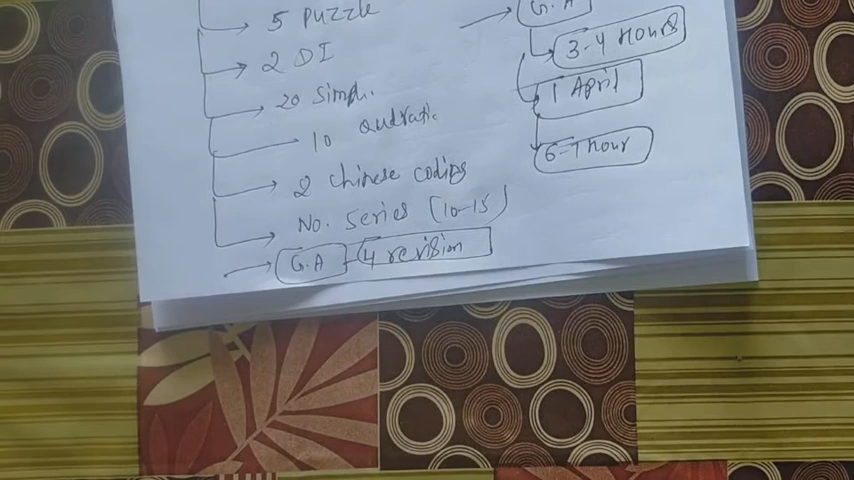 5 Puzzle
2 DI
20 Simpli.
10 Qudratic
2 Chinese coding
No. Series (10-15)
G.A 4 revision
G.A
3-4 Hours
1 April
6-7 Hour